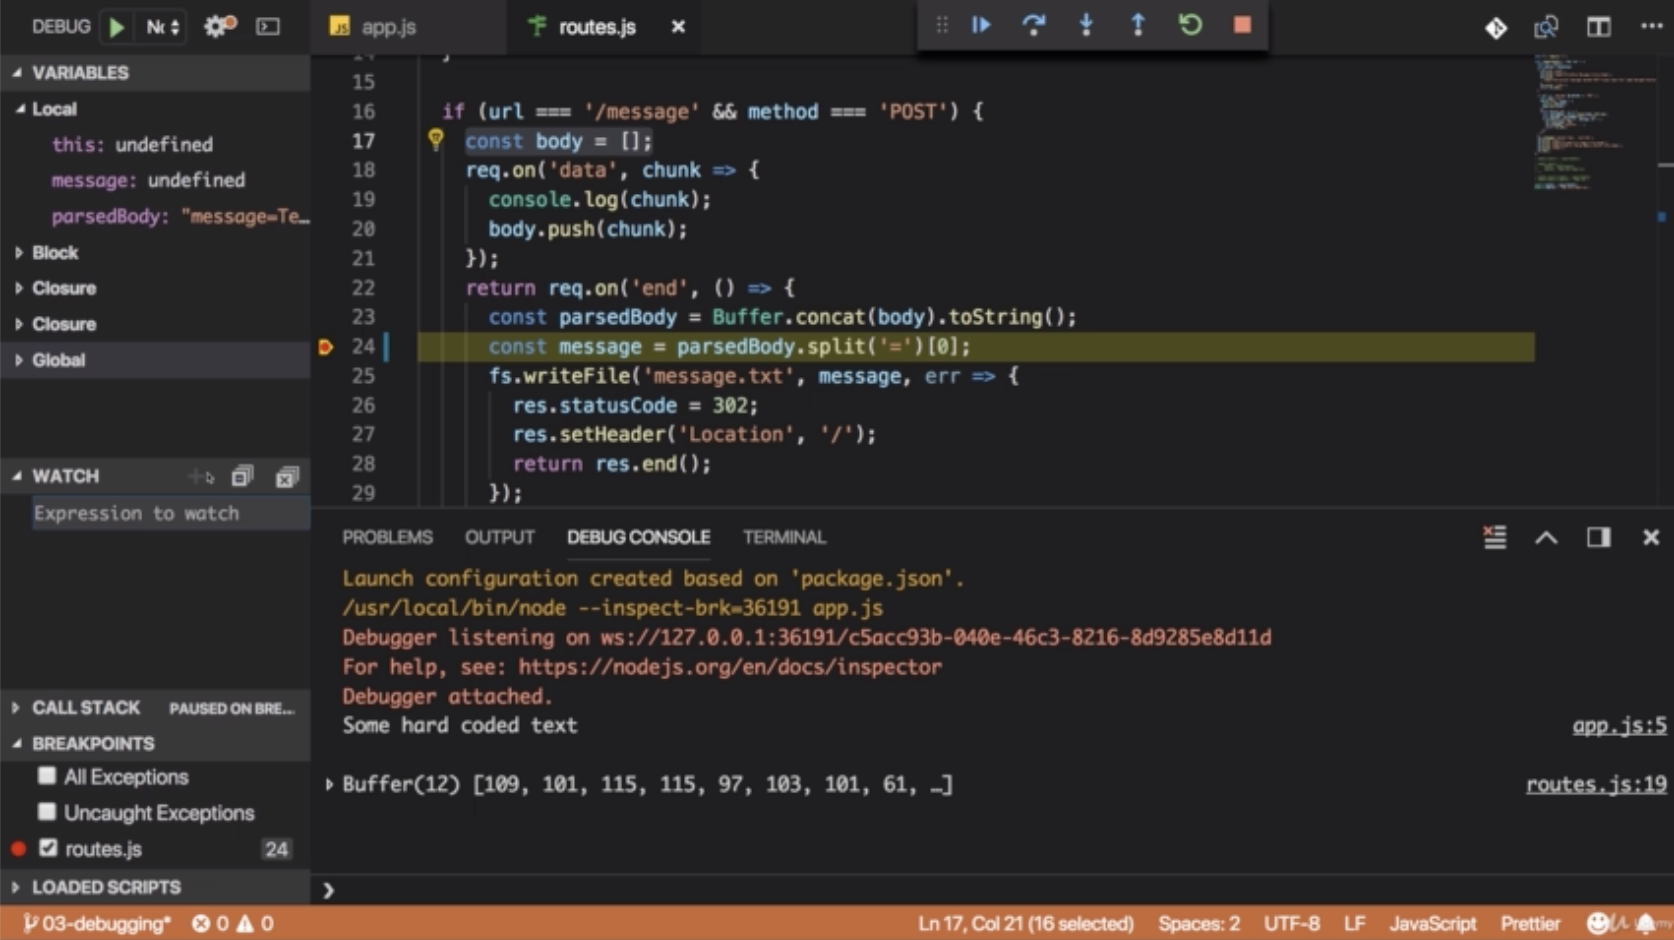 DEBUG
app.js
routes.js
VARIABLES
Local
this: undefined
message: undefined
parsedBody: "message=Te…
Block
Closure
Closure
Global
WATCH
Expression to watch
CALL STACK PAUSED ON BRE…
BREAKPOINTS
All Exceptions
Uncaught Exceptions
routes.js 24
LOADED SCRIPTS
14 }
15
16 if (url === '/message' && method === 'POST') {
17 const body = [];
18 req.on('data', chunk => {
19 console.log(chunk);
20 body.push(chunk);
21 });
22 return req.on('end', () => {
23 const parsedBody = Buffer.concat(body).toString();
24 const message = parsedBody.split('=')[0];
25 fs.writeFile('message.txt', message, err => {
26 res.statusCode = 302;
27 res.setHeader('Location', '/');
28 return res.end();
29 });
PROBLEMS OUTPUT DEBUG CONSOLE TERMINAL
Launch configuration created based on 'package.json'.
/usr/local/bin/node --inspect-brk=36191 app.js
Debugger listening on ws://127.0.0.1:36191/c5acc93b-040e-46c3-8216-8d9285e8d11d
For help, see: https://nodejs.org/en/docs/inspector
Debugger attached.
Some hard coded text app.js:5
Buffer(12) [109, 101, 115, 115, 97, 103, 101, 61, …] routes.js:19
03-debugging* 0 0 Ln 17, Col 21 (16 selected) Spaces: 2 UTF-8 LF JavaScript Prettier